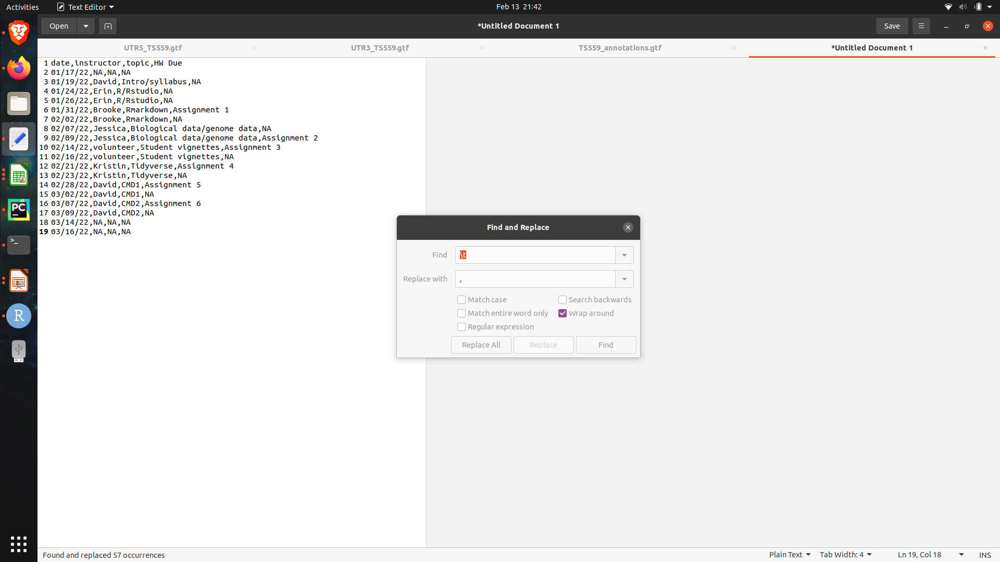 Activities Text Editor Feb 13 21:42
Open *Untitled Document 1 Save
UTR5_TS559.gtf UTR3_TS559.gtf TS559_annotations.gtf *Untitled Document 1
1 date,instructor,topic,HW Due
2 01/17/22,NA,NA,NA
3 01/19/22,David,Intro/syllabus,NA
4 01/24/22,Erin,R/Rstudio,NA
5 01/26/22,Erin,R/Rstudio,NA
6 01/31/22,Brooke,Rmarkdown,Assignment 1
7 02/02/22,Brooke,Rmarkdown,NA
8 02/07/22,Jessica,Biological data/genome data,NA
9 02/09/22,Jessica,Biological data/genome data,Assignment 2
10 02/14/22,volunteer,Student vignettes,Assignment 3
11 02/16/22,volunteer,Student vignettes,NA
12 02/21/22,Kristin,Tidyverse,Assignment 4
13 02/23/22,Kristin,Tidyverse,NA
14 02/28/22,David,CMD1,Assignment 5
15 03/02/22,David,CMD1,NA
16 03/07/22,David,CMD2,Assignment 6
17 03/09/22,David,CMD2,NA
18 03/14/22,NA,NA,NA
19 03/16/22,NA,NA,NA
PC
>_
R
Find and Replace
Find \t
Replace with ,
Match case Search backwards
Match entire word only Wrap around
Regular expression
Replace All Replace Find
Found and replaced 57 occurrences Plain Text Tab Width: 4 Ln 19, Col 18 INS